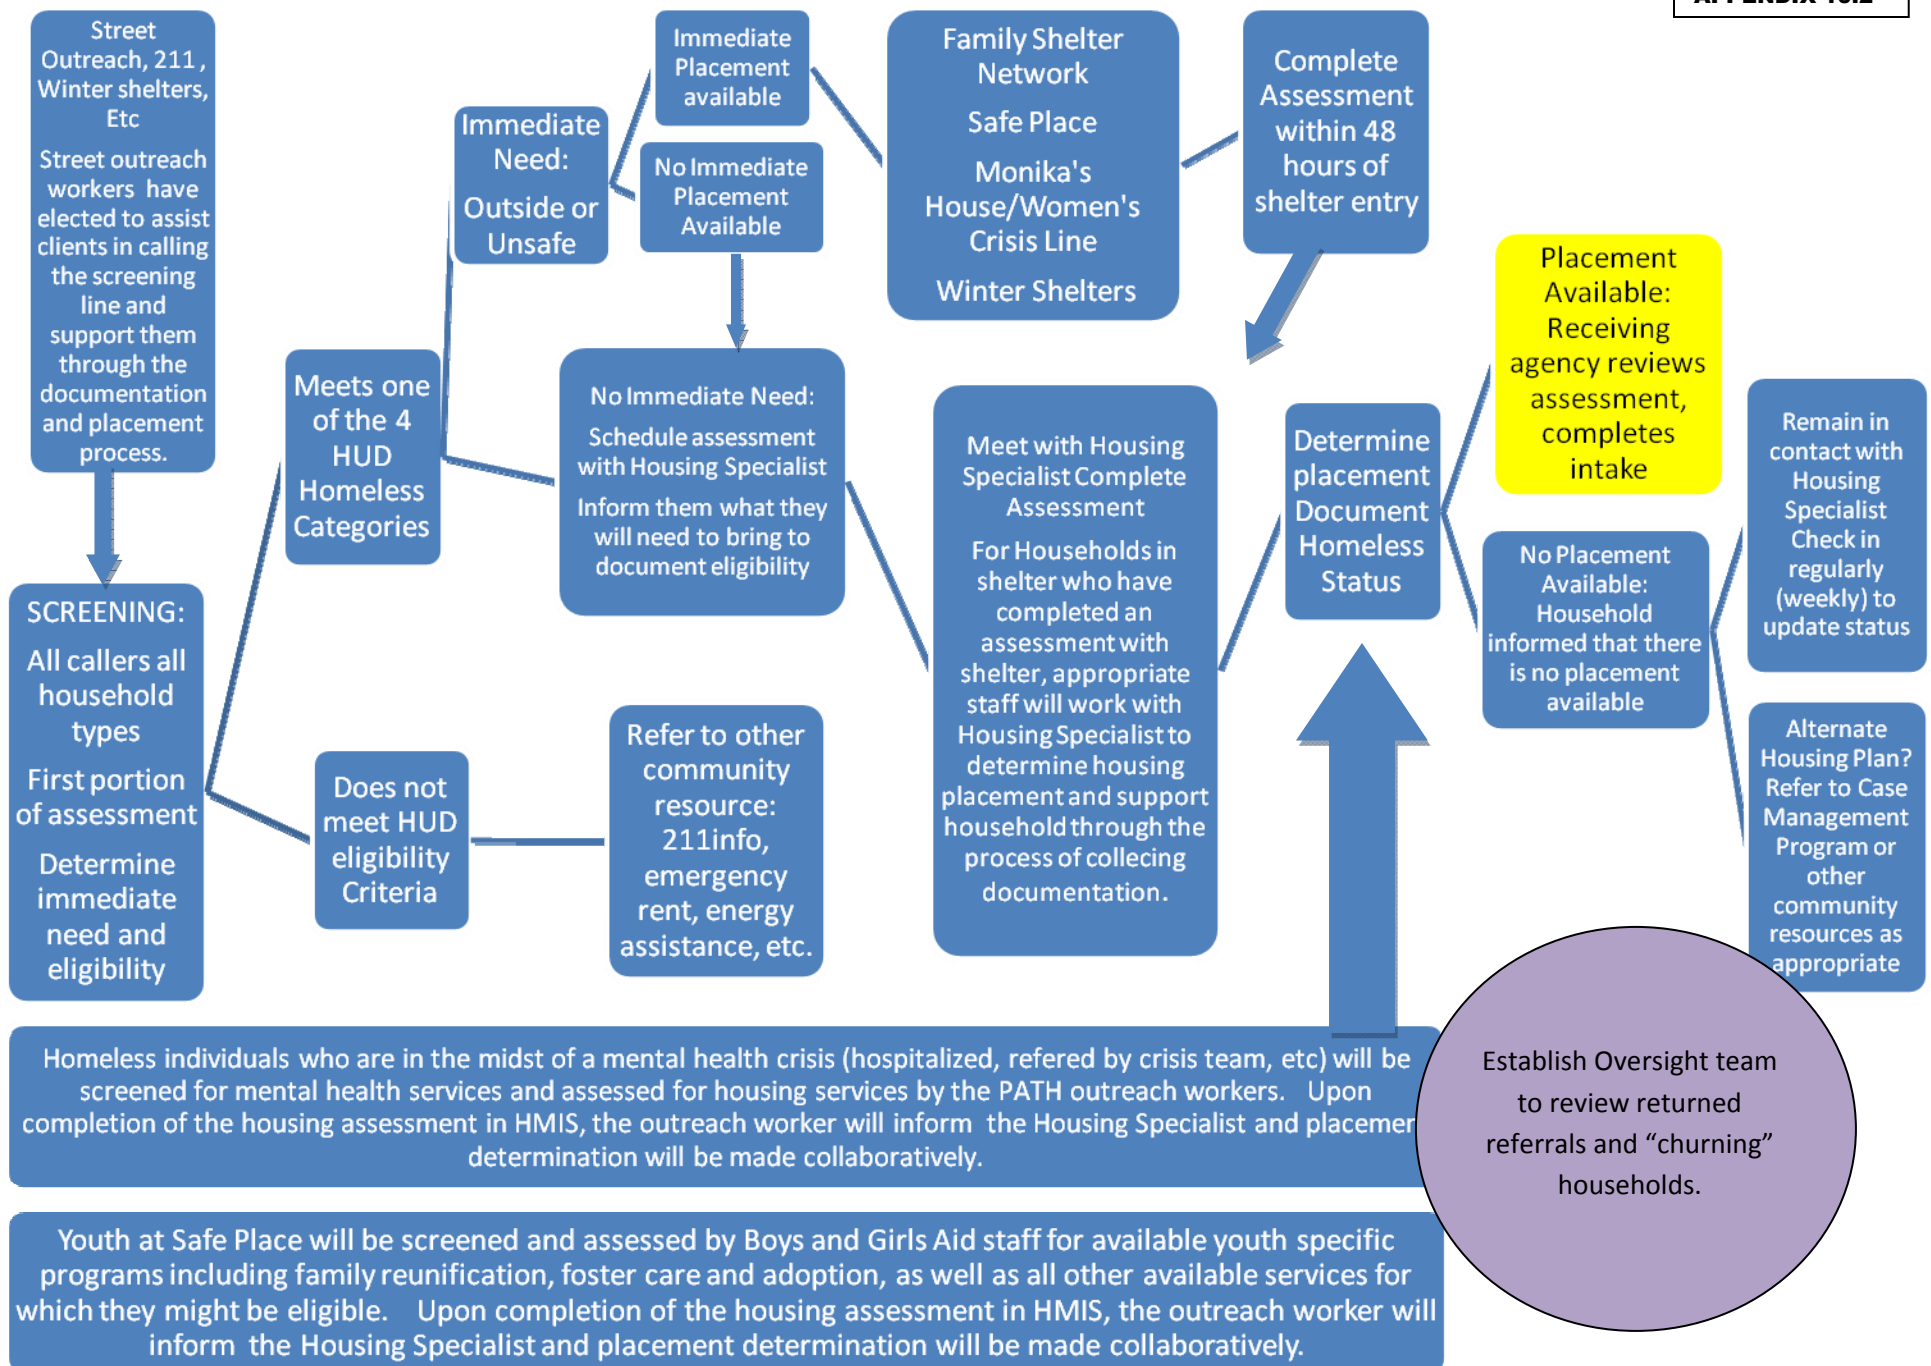 APPENDIX 10.2
Street
Outreach, 211 ,
Winter shelters,
Etc
Street outreach
workers have
elected to assist
clients in calling
the screening
line and
support them
through the
documentation
and placement
process.
SCREENING:
All callers all
household
types
First portion
of assessment
Determine
immediate
need and
eligibility
Meets one
of the 4
HUD
Homeless
Categories
Does not
meet HUD
eligibility
Criteria
Refer to other
community
resource:
211info,
emergency
rent, energy
assistance, etc.
Immediate
Need:
Outside or
Unsafe
Immediate
Placement
available
No Immediate
Placement
Available
No Immediate Need:
Schedule assessment
with Housing Specialist
Inform them what they
will need to bring to
document eligibility
Family Shelter
Network
Safe Place
Monika's
House/Women's
Crisis Line
Winter Shelters
Complete
Assessment
within 48
hours of
shelter entry
Meet with Housing
Specialist Complete
Assessment
For Households in
shelter who have
completed an
assessment with
shelter, appropriate
staff will work with
Housing Specialist to
determine housing
placement and support
household through the
process of collecing
documentation.
Determine
placement
Document
Homeless
Status
Placement
Available:
Receiving
agency reviews
assessment,
completes
intake
No Placement
Available:
Household
informed that there
is no placement
available
Remain in
contact with
Housing
Specialist
Check in
regularly
(weekly) to
update status
Alternate
Housing Plan?
Refer to Case
Management
Program or
other
community
resources as
appropriate
Homeless individuals who are in the midst of a mental health crisis (hospitalized, refered by crisis team, etc) will be
screened for mental health services and assessed for housing services by the PATH outreach workers. Upon
completion of the housing assessment in HMIS, the outreach worker will inform the Housing Specialist and placemen
determination will be made collaboratively.
Establish Oversight team
to review returned
referrals and “churning”
households.
Youth at Safe Place will be screened and assessed by Boys and Girls Aid staff for available youth specific
programs including family reunification, foster care and adoption, as well as all other available services for
which they might be eligible. Upon completion of the housing assessment in HMIS, the outreach worker will
inform the Housing Specialist and placement determination will be made collaboratively.